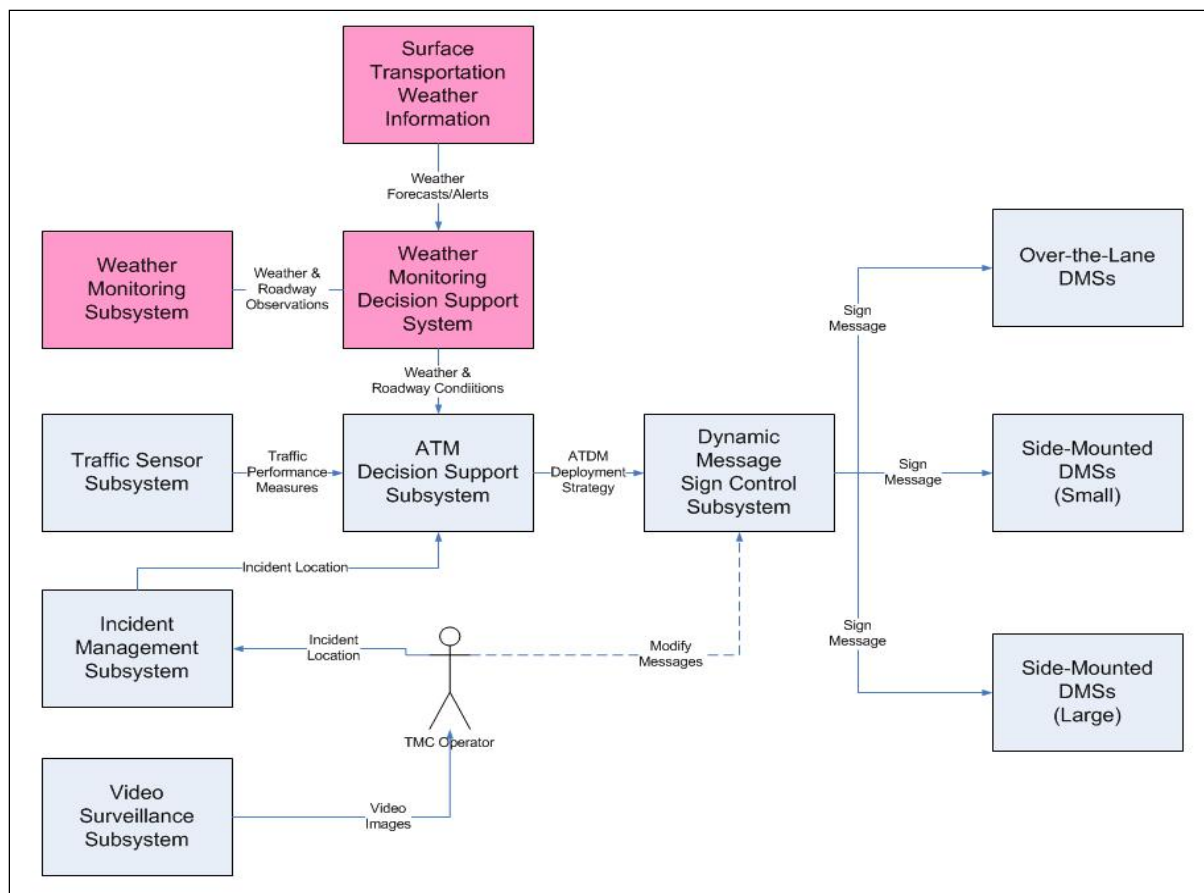 Surface
Transportation
Weather
Information
Weather
Forecasts/Alerts
Weather
Monitoring
Subsystem
Weather &
Roadway
Observations
Weather
Monitoring
Decision Support
System
Over-the-Lane
DMSs
Sign
Message
Weather &
Roadway Condiitions
Traffic Sensor
Subsystem
Traffic
Performance
Measures
ATM
Decision Support
Subsystem
ATDM
Deployment
Strategy
Dynamic
Message
Sign Control
Subsystem
Sign
Message
Side-Mounted
DMSs
(Small)
Incident Location
Incident
Management
Subsystem
Incident
Location
Modify
Messages
Sign
Message
Side-Mounted
DMSs
(Large)
TMC Operator
Video
Surveillance
Subsystem
Video
Images